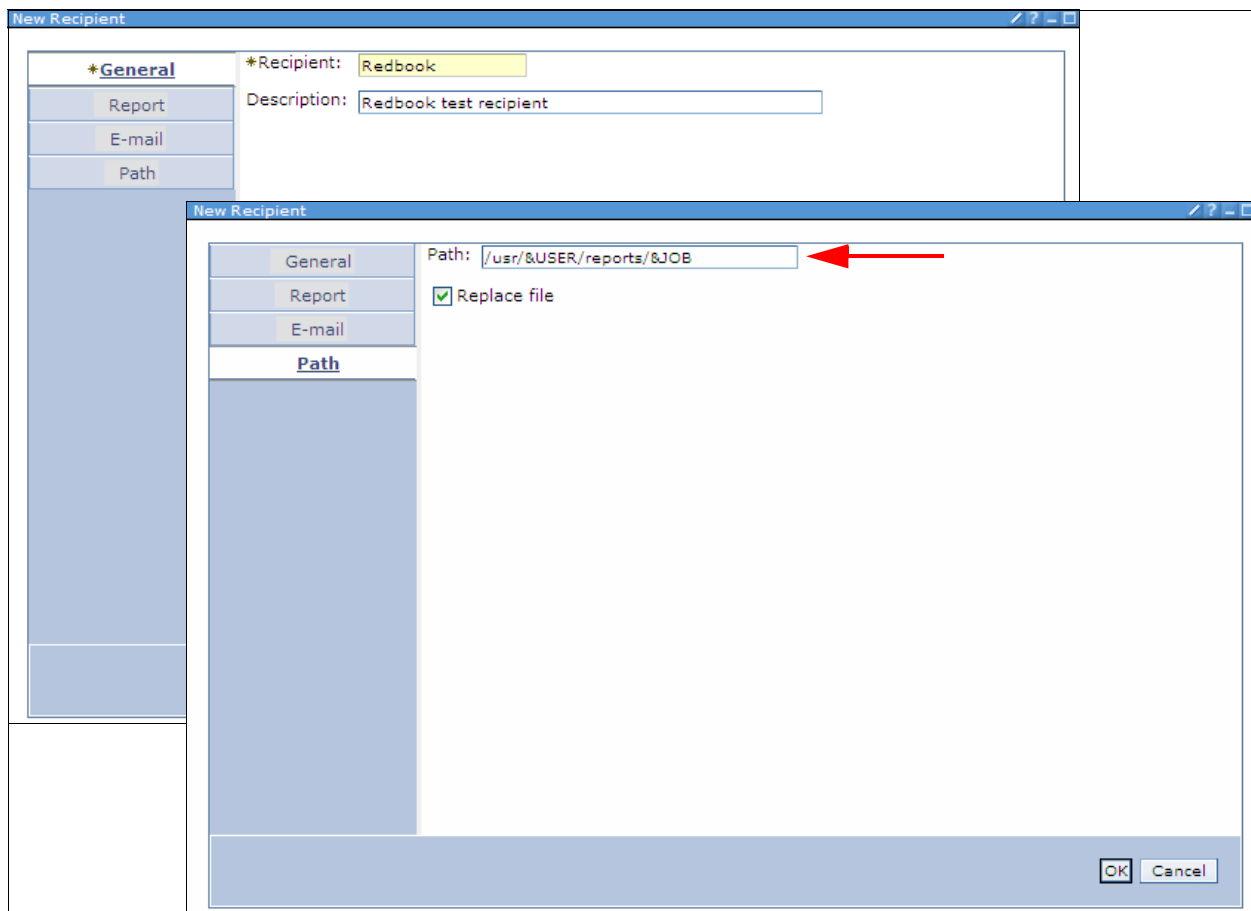 New Recipient
*General
Report
E-mail
Path
*Recipient: Redbook
Description: Redbook test recipient
New Recipient
General
Report
E-mail
Path
Path: /usr/&USER/reports/&JOB
Replace file
OK Cancel